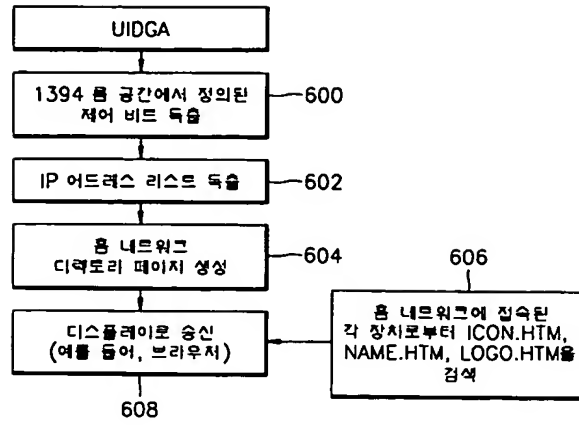 UIDGA
1394 롬 공간에서 정의된
제어 비트 독출
600
IP 어드레스 리스트 독출
602
홈 네트워크
디렉토리 페이지 생성
604
606
홈 네트워크에 접속된
각 장치로부터 ICON.HTM,
NAME.HTM, LOGO.HTM을
검색
디스플레이로 송신
(예를 들어, 브라우저)
608